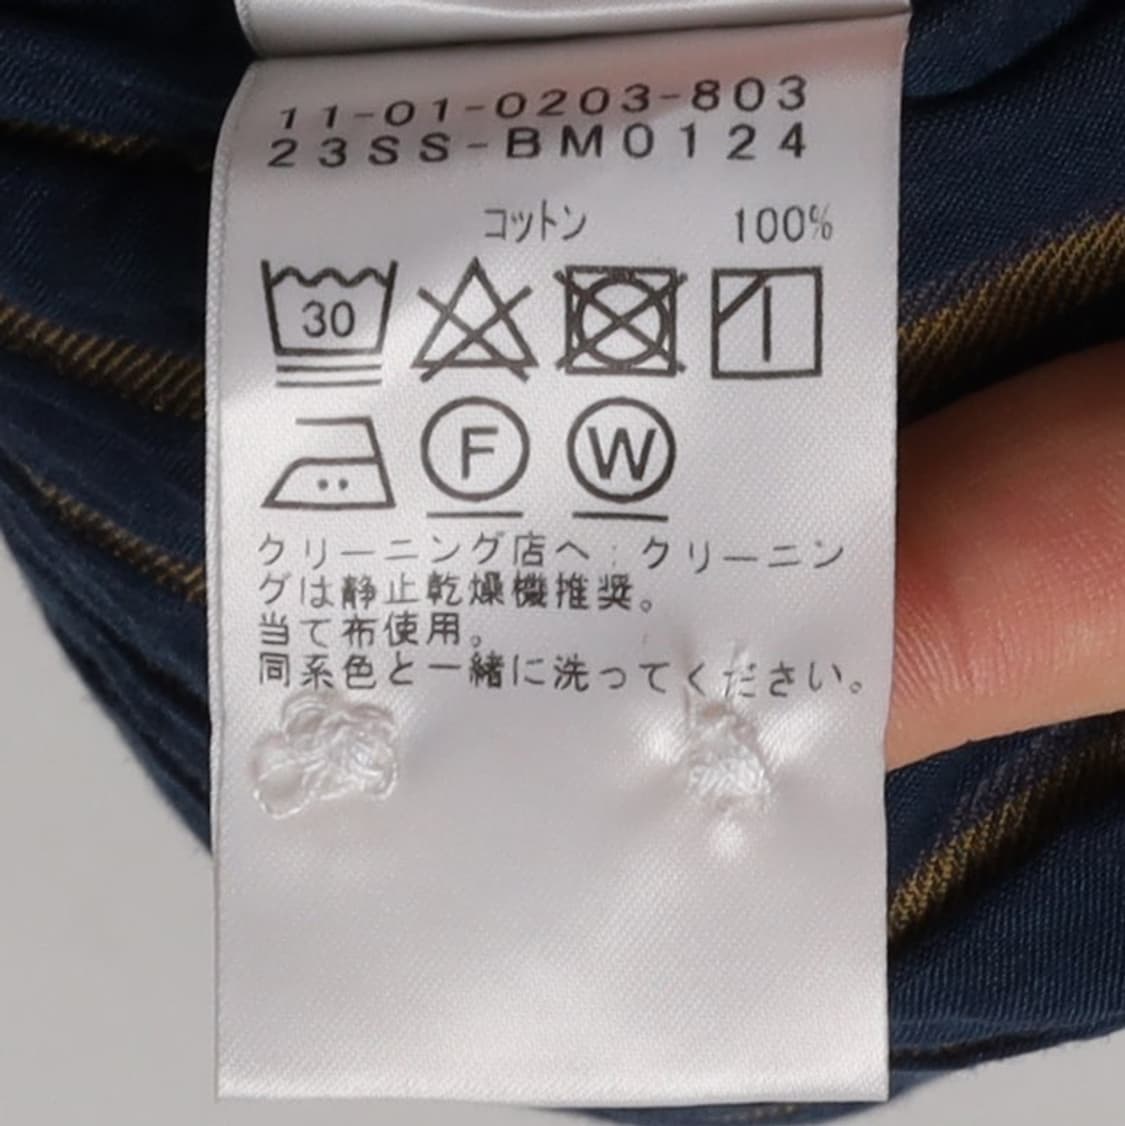 11-01-0203-803
23SS-BM0124
コットン 100%
30
F W
クリーニング店へ:クリーニン
グは静止乾燥機推奨。
当て布使用。
同系色と一緒に洗ってください。